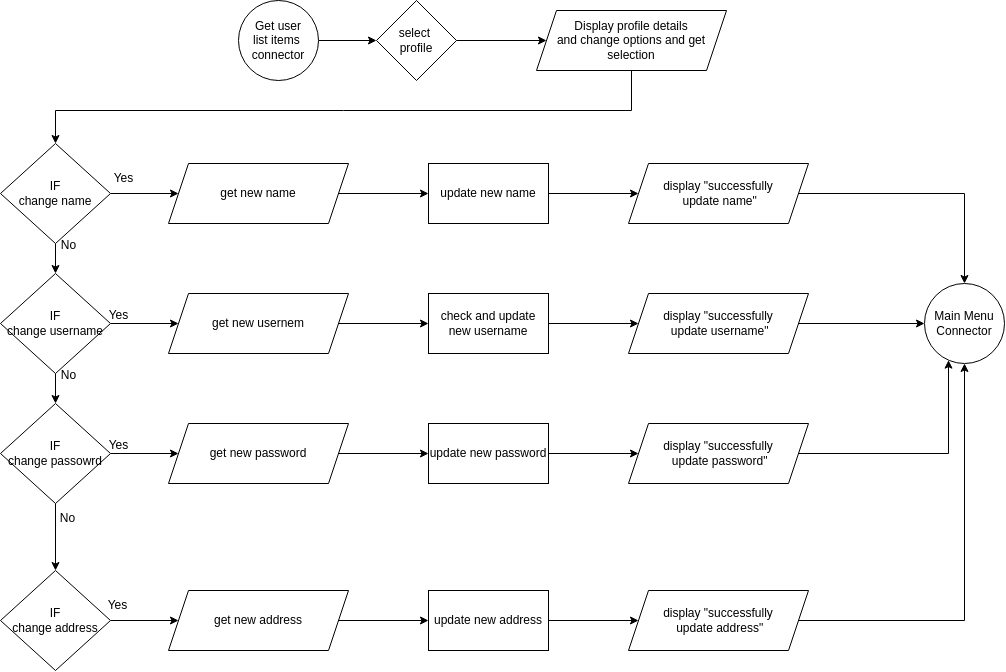 Get user
list items
connector
select
profile
Display profile details
and change options and get
selection
IF
change name
Yes
get new name
update new name
display "successfully
update name"
No
IF
change username
Yes
get new usernem
check and update
new username
display "successfully
update username"
Main Menu
Connector
No
IF
change passowrd
Yes
get new password
update new password
display "successfully
update password"
No
IF
change address
Yes
get new address
update new address
display "successfully
update address"